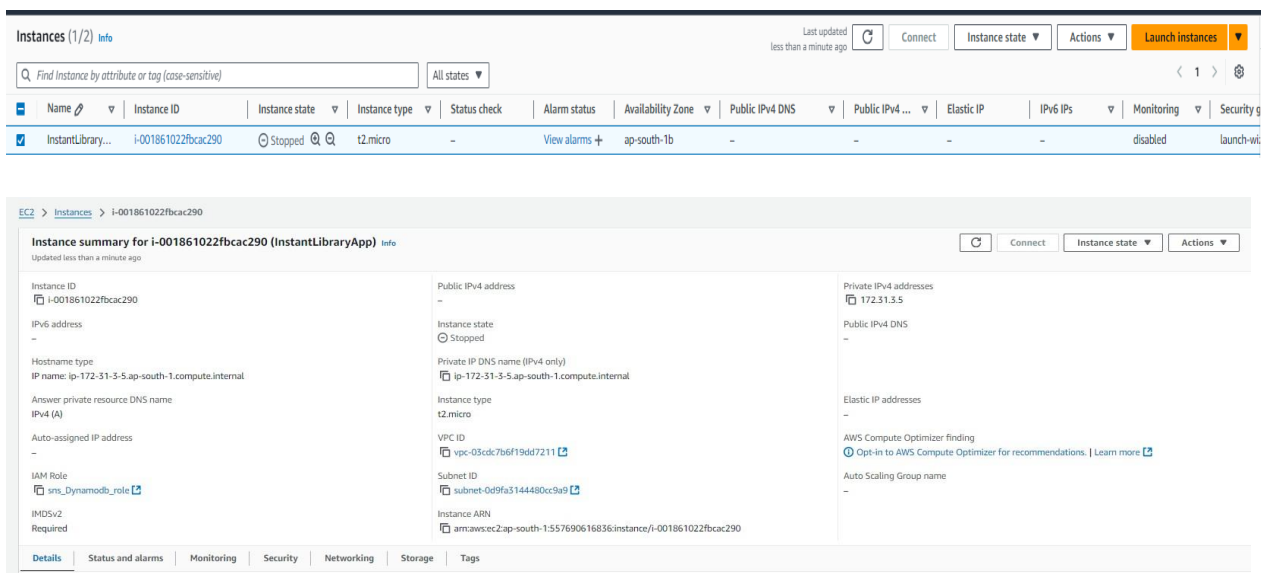 Instances (1/2) Info
Last updated
less than a minute ago
Connect
Instance state
Actions
Launch instances
Find Instance by attribute or tag (case-sensitive)
All states
1
Name Instance ID Instance state Instance type Status check Alarm status Availability Zone Public IPv4 DNS Public IPv4 ... Elastic IP IPv6 IPs Monitoring Security g
InstantLibrary... i-001861022fbcac290 Stopped t2.micro – View alarms + ap-south-1b – – – – disabled launch-wi
EC2 > Instances > i-001861022fbcac290
Instance summary for i-001861022fbcac290 (InstantLibraryApp) Info
Updated less than a minute ago
Connect
Instance state
Actions
Instance ID Public IPv4 address Private IPv4 addresses
i-001861022fbcac290 – 172.31.3.5
IPv6 address Instance state Public IPv4 DNS
– Stopped –
Hostname type Private IP DNS name (IPv4 only)
IP name: ip-172-31-3-5.ap-south-1.compute.internal ip-172-31-3-5.ap-south-1.compute.internal
Answer private resource DNS name Instance type Elastic IP addresses
IPv4 (A) t2.micro –
Auto-assigned IP address VPC ID AWS Compute Optimizer finding
– vpc-03cdc7b6f19dd7211 Opt-in to AWS Compute Optimizer for recommendations. | Learn more
IAM Role Subnet ID Auto Scaling Group name
sns_Dynamodb_role subnet-0d9fa3144480cc9a9 –
IMDSv2 Instance ARN
Required arn:aws:ec2:ap-south-1:557690616836:instance/i-001861022fbcac290
Details Status and alarms Monitoring Security Networking Storage Tags